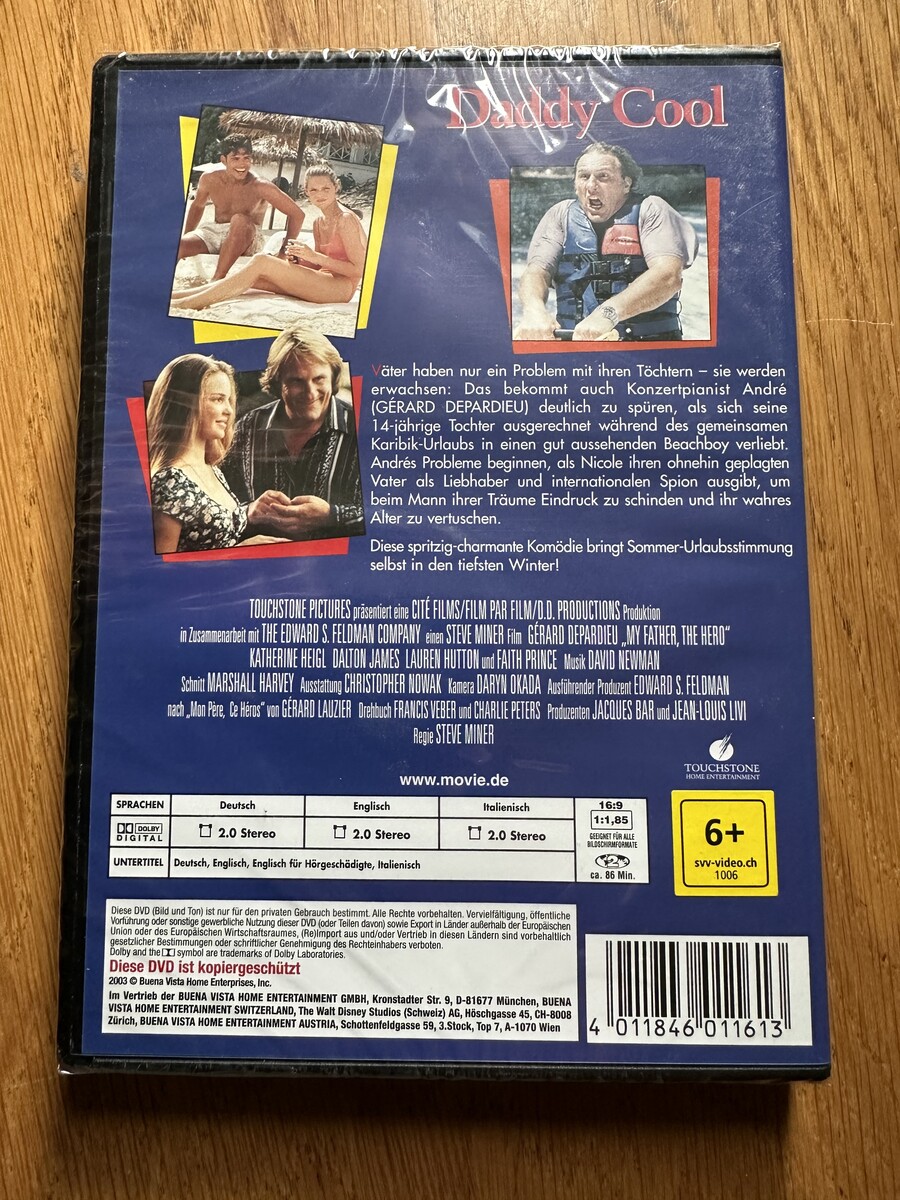 Daddy Cool
Väter haben nur ein Problem mit ihren Töchtern – sie werden
erwachsen: Das bekommt auch Konzertpianist André
(GÉRARD DEPARDIEU) deutlich zu spüren, als sich seine
14-jährige Tochter ausgerechnet während des gemeinsamen
Karibik-Urlaubs in einen gut aussehenden Beachboy verliebt.
Andrés Probleme beginnen, als Nicole ihren ohnehin geplagten
Vater als Liebhaber und internationalen Spion ausgibt, um
beim Mann ihrer Träume Eindruck zu schinden und ihr wahres
Alter zu vertuschen.
Diese spritzig-charmante Komödie bringt Sommer-Urlaubsstimmung
selbst in den tiefsten Winter!
TOUCHSTONE PICTURES präsentiert eine CITÉ FILMS/FILM PAR FILM/D.D. PRODUCTIONS Produktion
in Zusammenarbeit mit THE EDWARD S. FELDMAN COMPANY einen STEVE MINER Film GÉRARD DEPARDIEU „MY FATHER, THE HERO“
KATHERINE HEIGL DALTON JAMES LAUREN HUTTON und FAITH PRINCE Musik DAVID NEWMAN
Schnitt MARSHALL HARVEY Ausstattung CHRISTOPHER NOWAK Kamera DARYN OKADA Ausführender Produzent EDWARD S. FELDMAN
nach „Mon Père, Ce Héros“ von GÉRARD LAUZIER Drehbuch FRANCIS VEBER und CHARLIE PETERS Produzenten JACQUES BAR und JEAN-LOUIS LIVI
Regie STEVE MINER
TOUCHSTONE
HOME ENTERTAINMENT
www.movie.de
SPRACHEN Deutsch Englisch Italienisch
DOLBY DIGITAL 2.0 Stereo 2.0 Stereo 2.0 Stereo
UNTERTITEL Deutsch, Englisch, Englisch für Hörgeschädigte, Italienisch
16:9
1:1,85
GEEIGNET FÜR ALLE
BILDSCHIRMFORMATE
2
ca. 86 Min.
6+
svv-video.ch
1006
Diese DVD (Bild und Ton) ist nur für den privaten Gebrauch bestimmt. Alle Rechte vorbehalten. Vervielfältigung, öffentliche
Vorführung oder sonstige gewerbliche Nutzung dieser DVD (oder Teilen davon) sowie Export in Länder außerhalb der Europäischen
Union oder des Europäischen Wirtschaftsraumes, (Re)Import aus und/oder Vertrieb in diesen Ländern sind vorbehaltlich
gesetzlicher Bestimmungen oder schriftlicher Genehmigung des Rechteinhabers verboten.
Dolby and the symbol are trademarks of Dolby Laboratories.
Diese DVD ist kopiergeschützt
2003 © Buena Vista Home Enterprises, Inc.
Im Vertrieb der BUENA VISTA HOME ENTERTAINMENT GMBH, Kronstadter Str. 9, D-81677 München, BUENA
VISTA HOME ENTERTAINMENT SWITZERLAND, The Walt Disney Studios (Schweiz) AG, Höschgasse 45, CH-8008
Zürich, BUENA VISTA HOME ENTERTAINMENT AUSTRIA, Schottenfeldgasse 59, 3.Stock, Top 7, A-1070 Wien
4 011846 011613